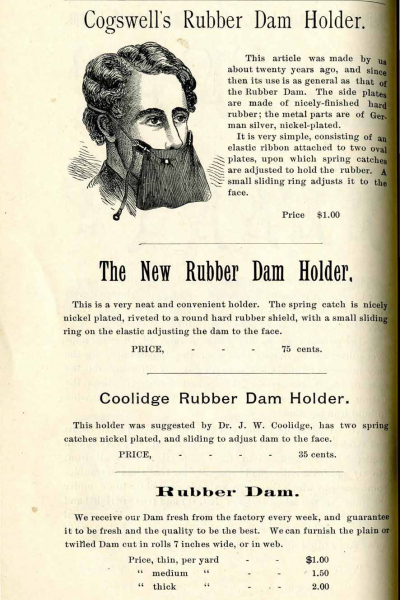 Cogswell's Rubber Dam Holder.
This article was made by us
about twenty years ago, and since
then its use is as general as that of
the Rubber Dam. The side plates
are made of nicely-finished hard
rubber; the metal parts are of Ger-
man silver, nickel-plated.
It is very simple, consisting of an
elastic ribbon attached to two oval
plates, upon which spring catches
are adjusted to hold the rubber. A
small sliding ring adjusts it to the
face.
Price $1.00
The New Rubber Dam Holder.
This is a very neat and convenient holder. The spring catch is nicely
nickel plated, riveted to a round hard rubber shield, with a small sliding
ring on the elastic adjusting the dam to the face.
PRICE, - - - 75 cents.
Coolidge Rubber Dam Holder.
This holder was suggested by Dr. J. W. Coolidge, has two spring
catches nickel plated, and sliding to adjust dam to the face.
PRICE, - - - - 35 cents.
Rubber Dam.
We receive our Dam fresh from the factory every week, and guarantee
it to be fresh and the quality to be the best. We can furnish the plain or
twilled Dam cut in rolls 7 inches wide, or in web.
Price, thin, per yard - - $1.00
" medium " - - 1.50
" thick " - - 2.00